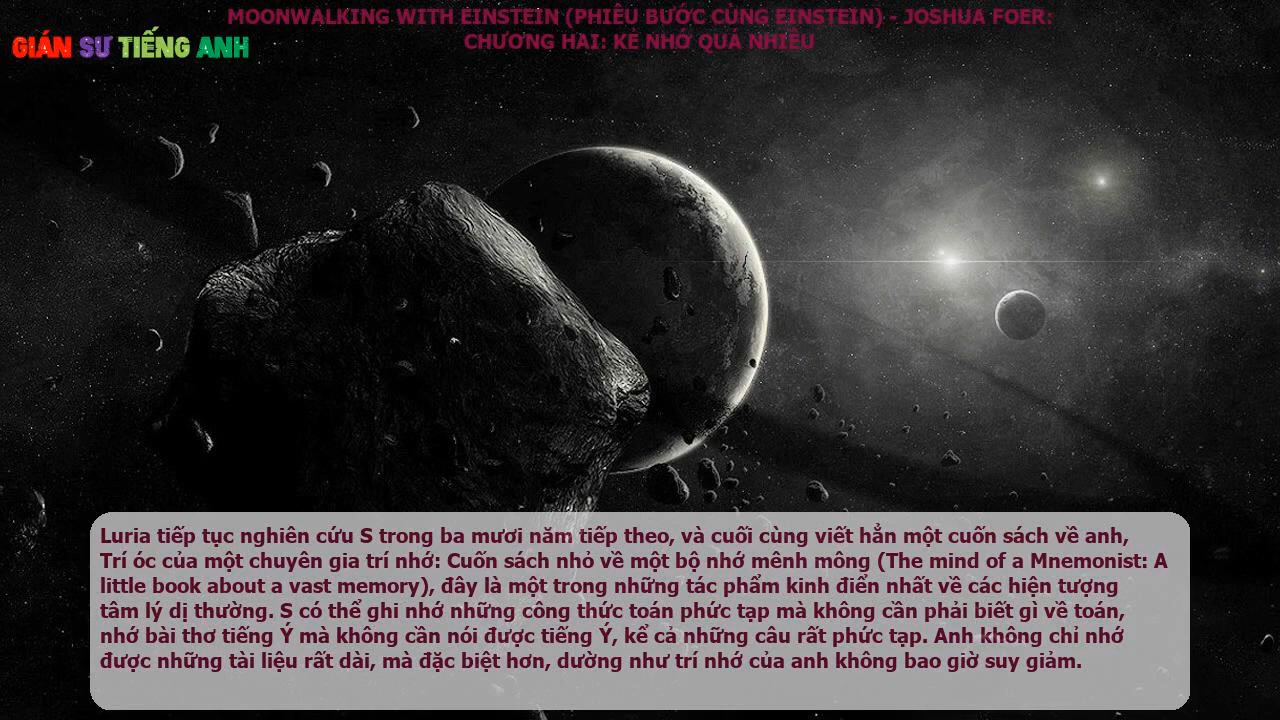 MOONWALKING WITH EINSTEIN (PHIÊU BƯỚC CÙNG EINSTEIN) - JOSHUA FOER:
CHƯƠNG HAI: KẺ NHỚ QUÁ NHIỀU
GIÁN SƯ TIẾNG ANH
Luria tiếp tục nghiên cứu S trong ba mươi năm tiếp theo, và cuối cùng viết hẳn một cuốn sách về anh,
Trí óc của một chuyên gia trí nhớ: Cuốn sách nhỏ về một bộ nhớ mênh mông (The mind of a Mnemonist: A
little book about a vast memory), đây là một trong những tác phẩm kinh điển nhất về các hiện tượng
tâm lý dị thường. S có thể ghi nhớ những công thức toán phức tạp mà không cần phải biết gì về toán,
nhớ bài thơ tiếng Ý mà không cần nói được tiếng Ý, kể cả những câu rất phức tạp. Anh không chỉ nhớ
được những tài liệu rất dài, mà đặc biệt hơn, dường như trí nhớ của anh không bao giờ suy giảm.